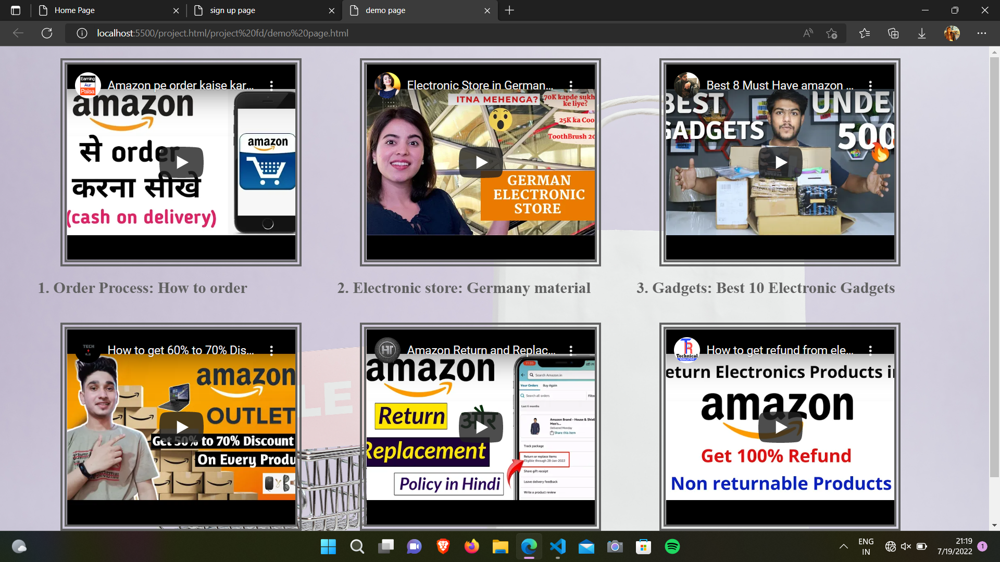 Home Page
sign up page
demo page
localhost:5500/project.html/project%20fd/demo%20page.html
Earning
Aur
Paisa
Amazon pe order kaise kar...
amazon
से order
करना सीखे
(cash on delivery)
amazon
Electronic Store in German...
ITNA MEHENGA?
70K kapde sukh
ke liye?
25K ka Coo
ToothBrush 20
GERMAN
ELECTRONIC
STORE
Best 8 Must Have amazon ...
BEST
GADGETS
UNDE
500
1. Order Process: How to order
2. Electronic store: Germany material
3. Gadgets: Best 10 Electronic Gadgets
TECH
How to get 60% to 70% Dis...
amazon
OUTLET
Get 50% to 70% Discount
On Every Produ
LE
HT
Amazon Return and Replac...
amazon
Return
और
Replacement
Policy in Hindi
11:20
Search Amazon.in
Your Orders
Buy Again
Search all orders
Filte
Last 6 months
Amazon Brand - House & Shie
Men's...
Delivered Monday
Share this item
Track package
Return or replace items
Eligible through 28-Jan-2022
Share gift receipt
Leave delivery feedback
Write a product review
TR
Technical
How to get refund from ele...
eturn Electronics Products i
amazon
Get 100% Refund
Non returnable Products
ENG
IN
21:19
7/19/2022
1